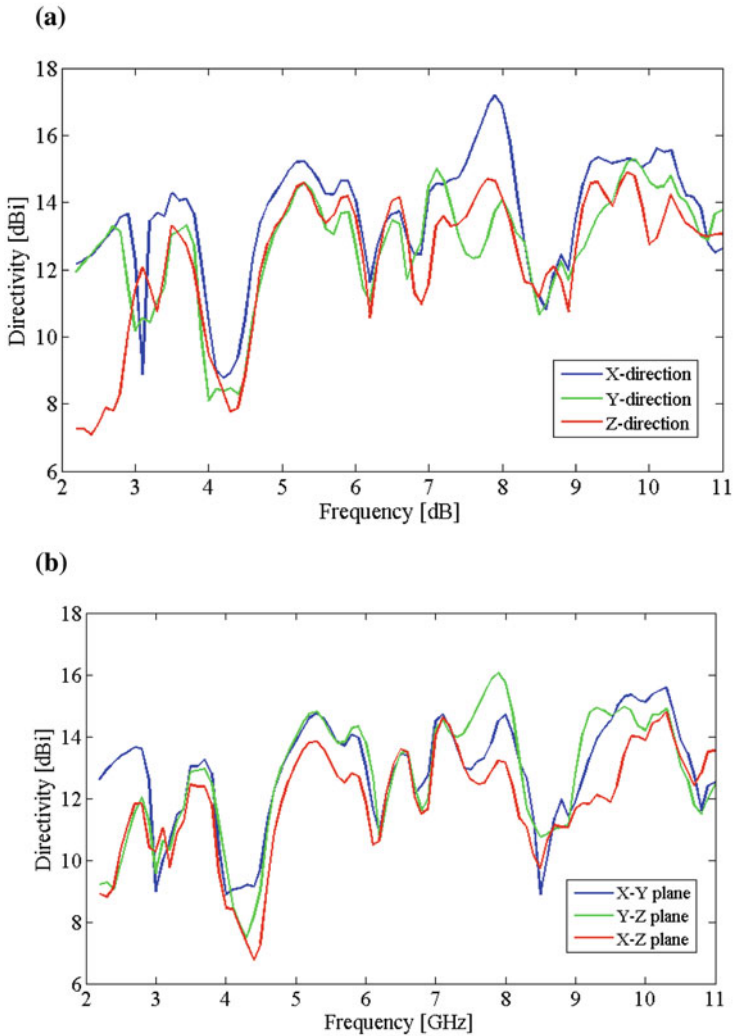 (a)
18
16
14
12
10
8
6
Directivity [dBi]
X-direction
Y-direction
Z-direction
2 3 4 5 6 7 8 9 10 11
Frequency [dB]
(b)
18
16
14
12
10
8
6
Directivity [dBi]
X-Y plane
Y-Z plane
X-Z plane
2 3 4 5 6 7 8 9 10 11
Frequency [GHz]